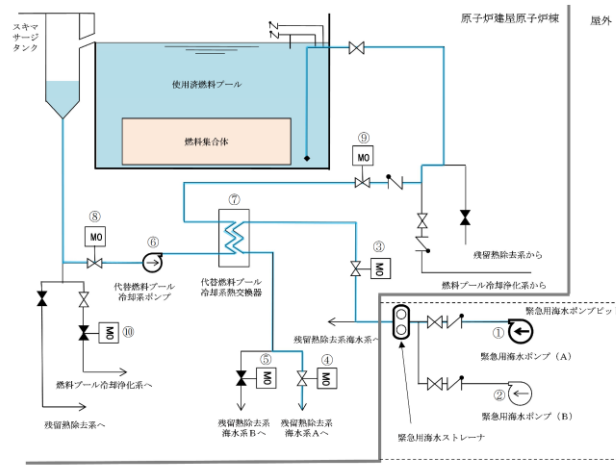 スキマ
サージ
タンク
原子炉建屋原子炉棟
屋外
使用済燃料プール
燃料集合体
⑨
MO
⑦
⑧
MO
⑥
③
MO
残留熱除去系から
燃料プール冷却浄化系から
代替燃料プール
冷却系ポンプ
代替燃料プール
冷却系熱交換器
⑩
MO
残留熱除去系海水系へ
緊急用海水ポンプピット
①
緊急用海水ポンプ（A）
燃料プール冷却浄化系へ
⑤
MO
④
MO
②
緊急用海水ポンプ（B）
残留熱除去系へ
残留熱除去系
海水系Bへ
残留熱除去系
海水系Aへ
緊急用海水ストレーナ